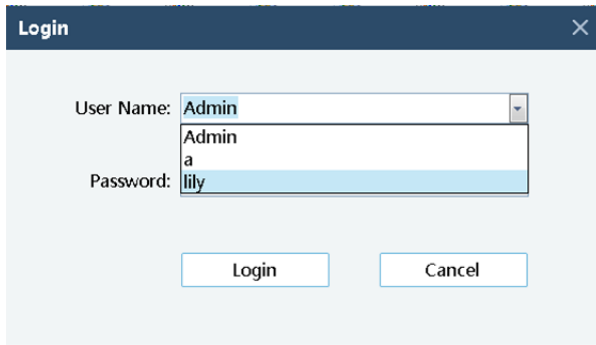 Login
User Name: Admin
Admin
a
Password: lily
Login Cancel